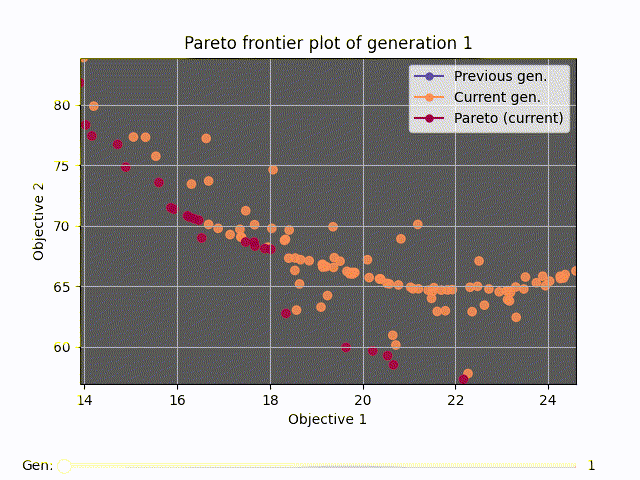 Pareto frontier plot of generation 1
Previous gen.
Current gen.
Pareto (current)
80
75
70
65
60
Objective 2
14 16 18 20 22 24
Objective 1
Gen: 1